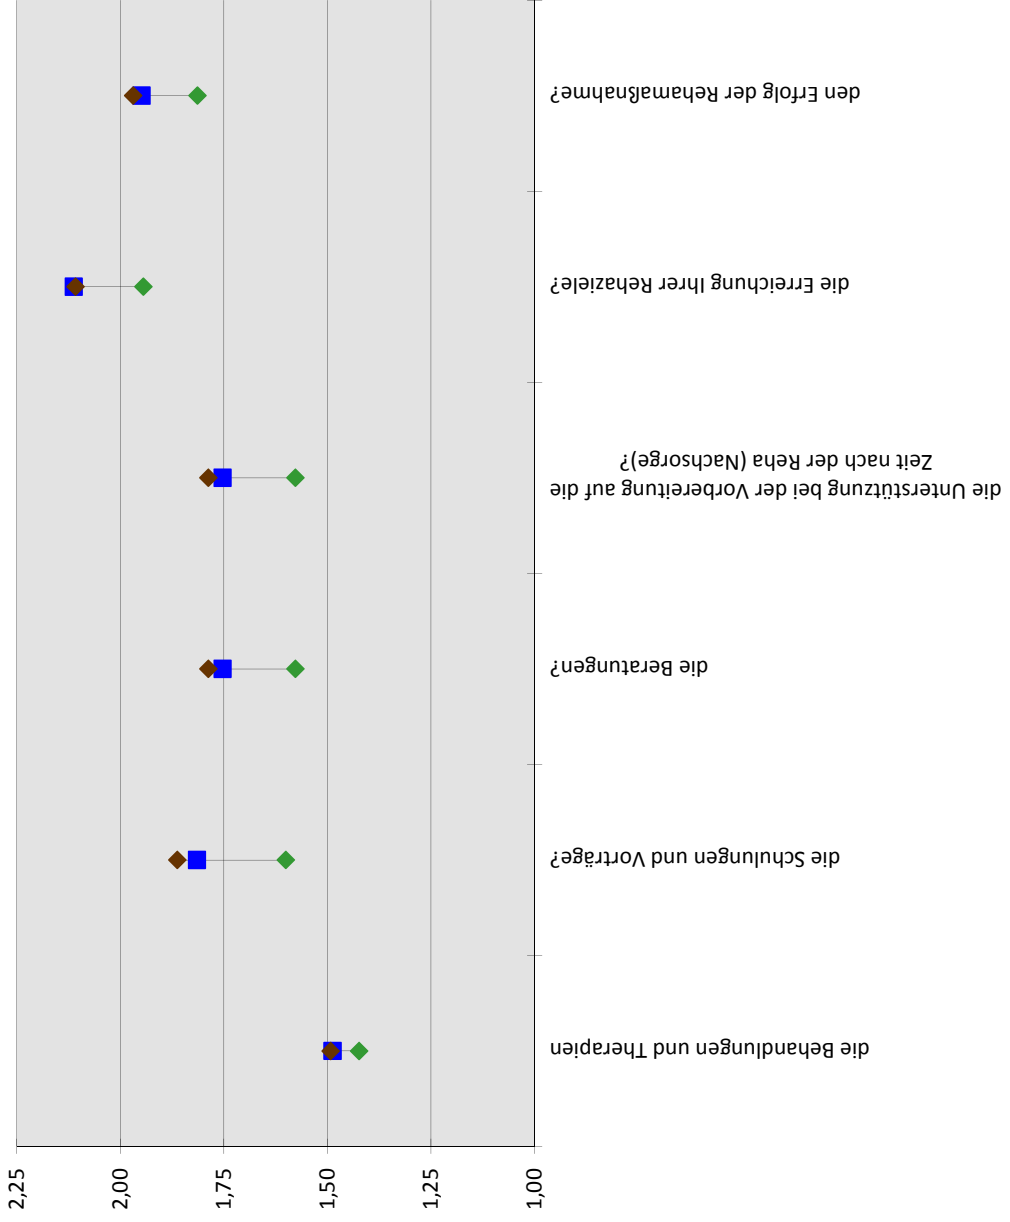 die Behandlungen und Therapien
die Schulungen und Vorträge?
die Beratungen?
die Unterstützung bei der Vorbereitung auf die
Zeit nach der Reha (Nachsorge)?
die Erreichung Ihrer Rehaziele?
den Erfolg der Rehamaßnahme?
1,00
1,25
1,50
1,75
2,00
2,25